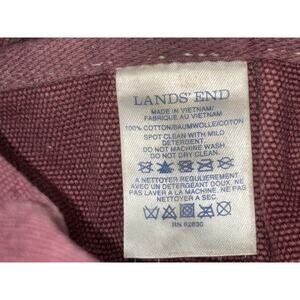 LANDS' END
MADE IN VIETNAM/
FABRIQUÉ AU VIETNAM
100% COTTON/BAUMWOLLE/COTON
SPOT CLEAN WITH MILD
DETERGENT.
DO NOT MACHINE WASH
DO NOT DRY CLEAN.
A NETTOYER REGULIEREMENT
AVEC UN DETERGENT DOUX. NE
PAS LAVER A LA MACHINE. NE PAS
NETTOYER A SEC.
RN 62830